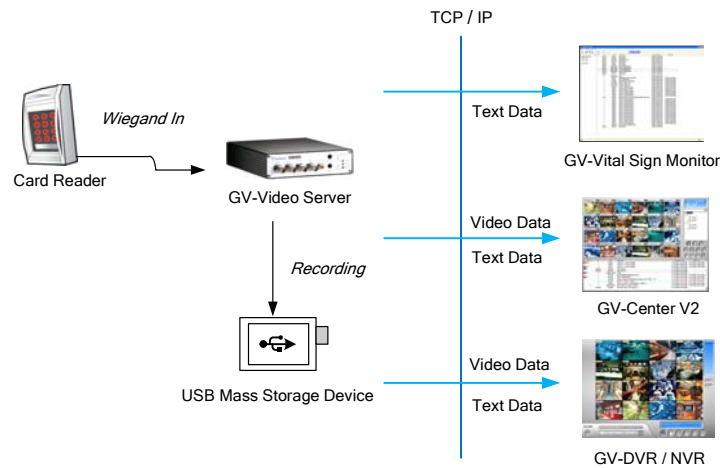 TCP / IP
Wiegand In
Text Data
Card Reader
GV-Vital Sign Monitor
GV-Video Server
Video Data
Recording
Text Data
GV-Center V2
Video Data
USB Mass Storage Device
Text Data
GV-DVR / NVR